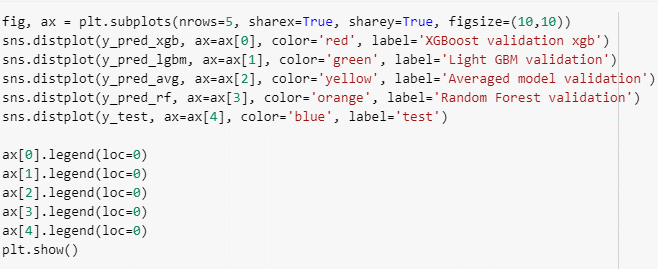 fig, ax = plt.subplots(nrows=5, sharex=True, sharey=True, figsize=(10,10))
sns.distplot(y_pred_xgb, ax=ax[0], color='red', label='XGBoost validation xgb')
sns.distplot(y_pred_lgbm, ax=ax[1], color='green', label='Light GBM validation')
sns.distplot(y_pred_avg, ax=ax[2], color='yellow', label='Averaged model validation')
sns.distplot(y_pred_rf, ax=ax[3], color='orange', label='Random Forest validation')
sns.distplot(y_test, ax=ax[4], color='blue', label='test')
ax[0].legend(loc=0)
ax[1].legend(loc=0)
ax[2].legend(loc=0)
ax[3].legend(loc=0)
ax[4].legend(loc=0)
plt.show()